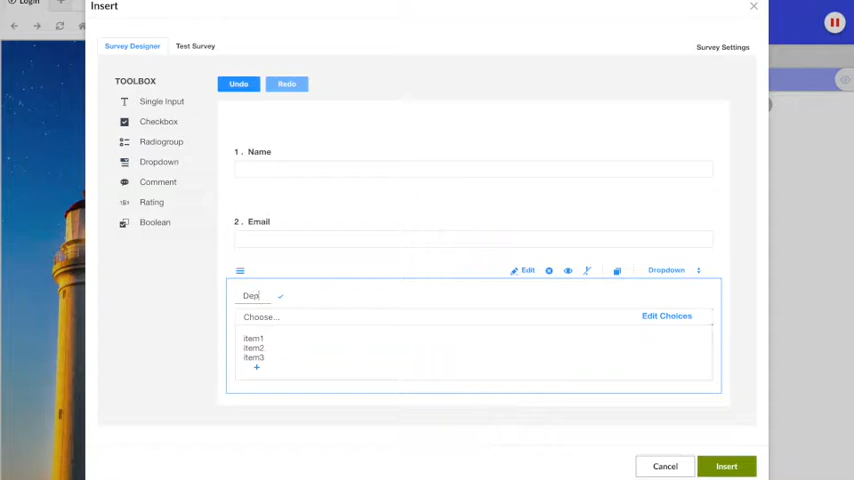 Insert
Login
Survey Designer
Test Survey
Survey Settings
TOOLBOX
Undo
Redo
Single Input
Checkbox
Radiogroup
Dropdown
Comment
Rating
Boolean
1 . Name
2 . Email
Edit
Dropdown
Dep
Choose...
Edit Choices
item1
item2
item3
Cancel
Insert